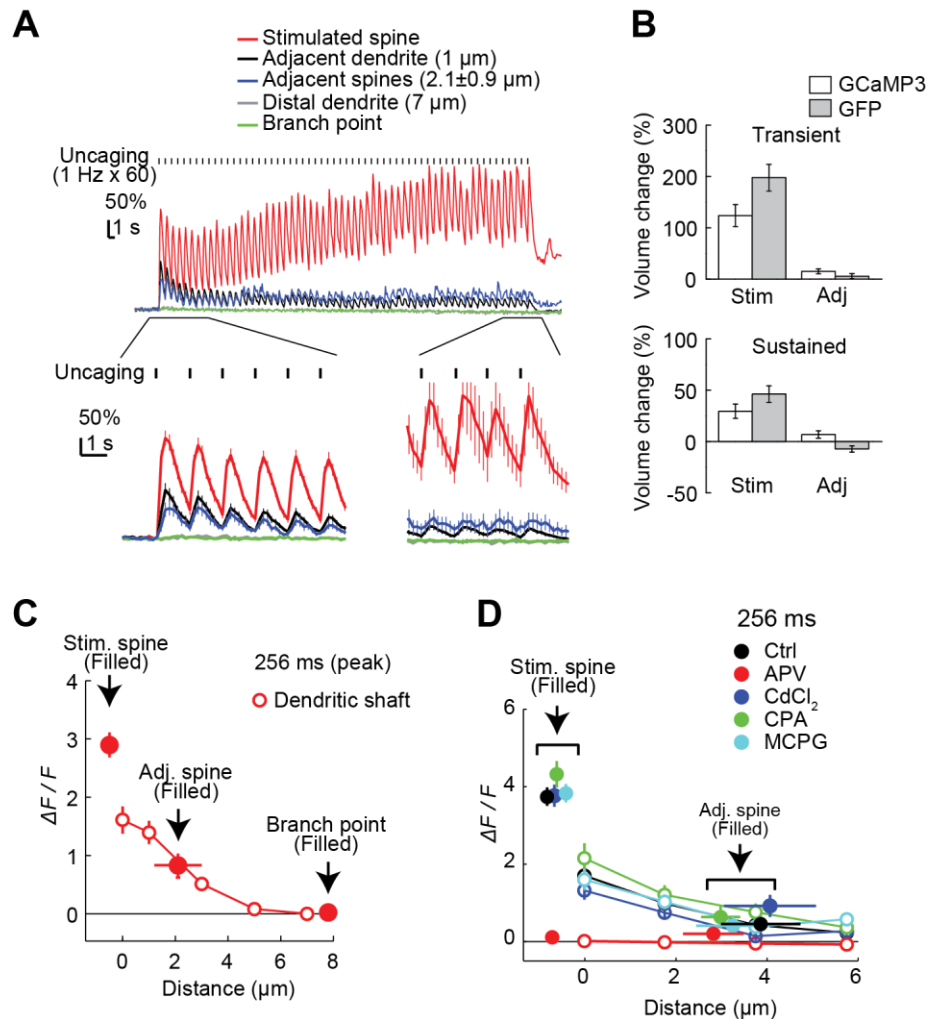 A
Stimulated spine
Adjacent dendrite (1 µm)
Adjacent spines (2.1±0.9 µm)
Distal dendrite (7 µm)
Branch point
Uncaging
(1 Hz x 60)
50%
1 s
Uncaging
50%
1 s
B
GCaMP3
GFP
Transient
300
200
100
0
Volume change (%)
Stim
Adj
Sustained
100
50
0
-50
Volume change (%)
Stim
Adj
C
Stim. spine
(Filled)
256 ms (peak)
Dendritic shaft
Adj. spine
(Filled)
Branch point
(Filled)
4
3
2
1
0
ΔF / F
0
2
4
6
8
Distance (µm)
D
256 ms
Ctrl
APV
CdCl₂
CPA
MCPG
Stim. spine
(Filled)
Adj. spine
(Filled)
6
4
2
0
ΔF / F
0
2
4
6
Distance (µm)